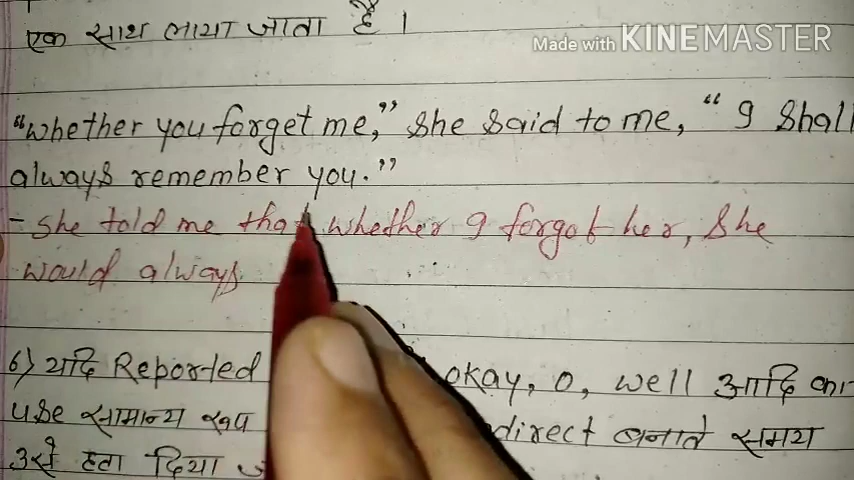 एक साथ लाया जाता है।
Made with KINEMASTER
"whether you forget me," she said to me, "I shall
always remember you."
- She told me that whether I forgot her, she
would always
6) यदि Reported okay, o, well आदि का
use सामान्य रूप direct बनाते समय
उसे हटा दिया